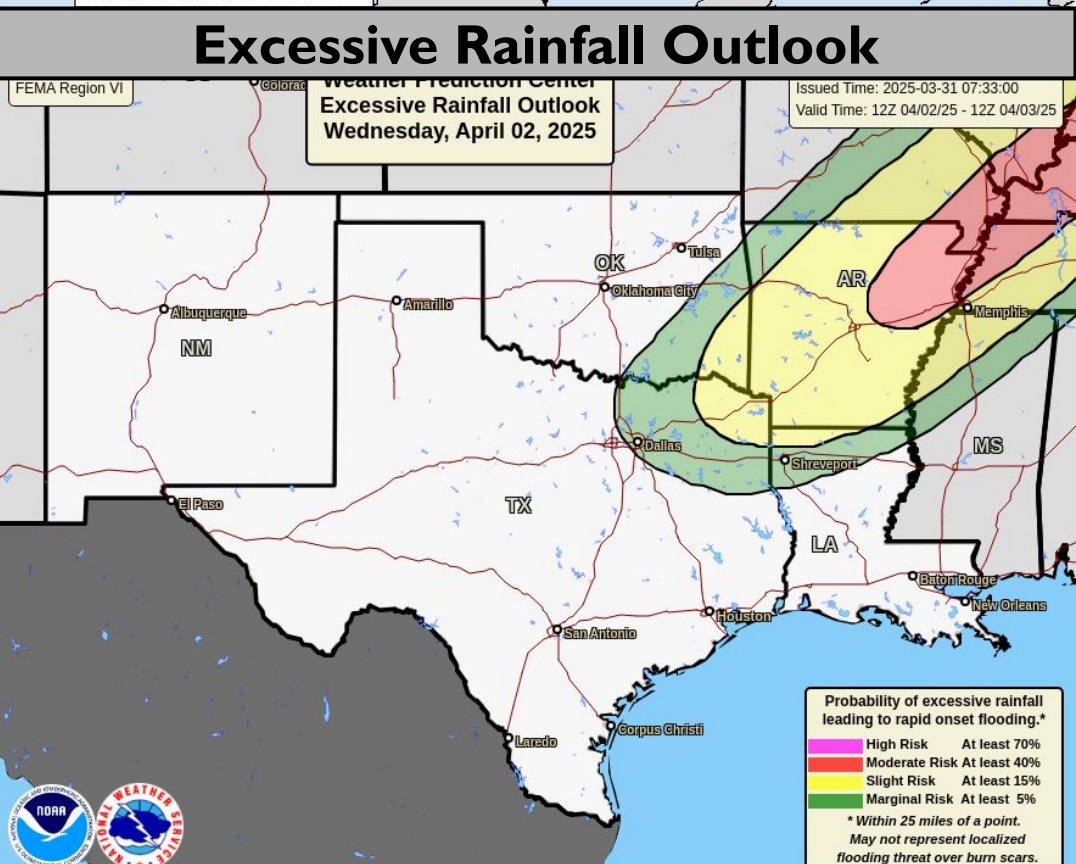 Excessive Rainfall Outlook
FEMA Region VI
Weather Prediction Center
Excessive Rainfall Outlook
Wednesday, April 02, 2025
Issued Time: 2025-03-31 07:33:00
Valid Time: 12Z 04/02/25 - 12Z 04/03/25
Colorad
Tulsa
OK
Oklahoma City
AR
Amarillo
Albuquerque
Memphis
NM
Dallas
MS
Shreveport
El Paso
TX
LA
Baton Rouge
New Orleans
Houston
San Antonio
Corpus Christi
Laredo
Probability of excessive rainfall
leading to rapid onset flooding.*
High Risk At least 70%
Moderate Risk At least 40%
Slight Risk At least 15%
Marginal Risk At least 5%
* Within 25 miles of a point.
May not represent localized
flooding threat over burn scars.
NOAA
NATIONAL WEATHER SERVICE